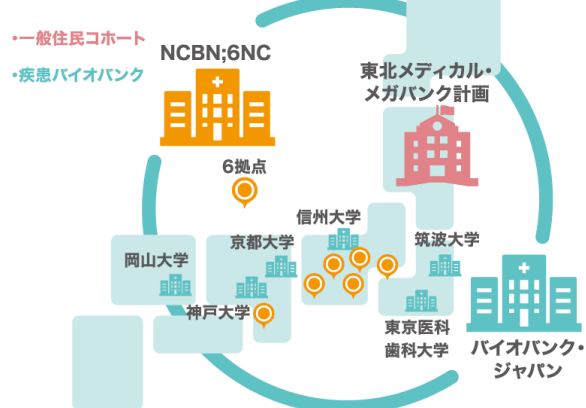 ・一般住民コホート
・疾患バイオバンク
NCBN;6NC
6拠点
東北メディカル・
メガバンク計画
信州大学
京都大学
筑波大学
岡山大学
神戸大学
東京医科
歯科大学
バイオバンク・
ジャパン